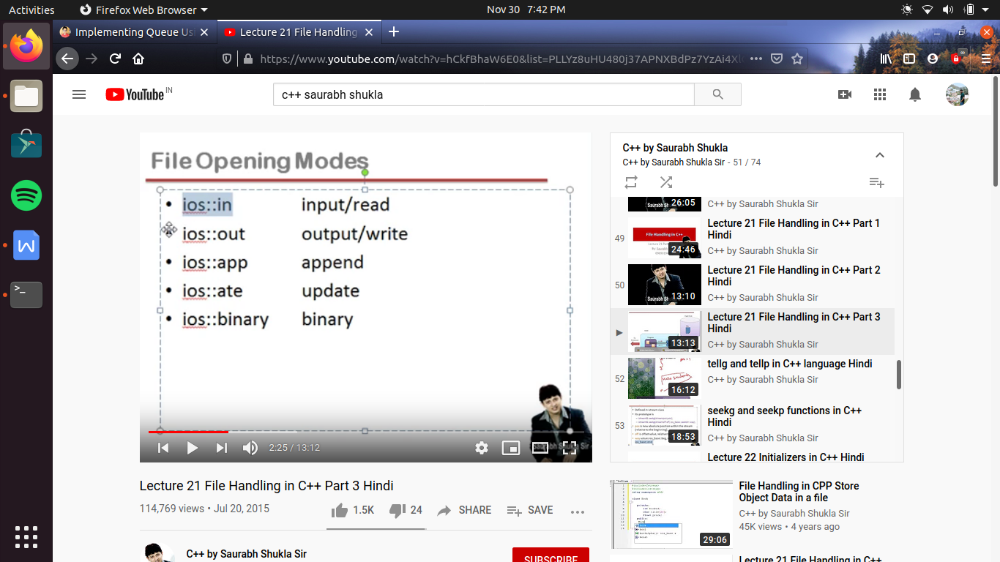 Activities
Firefox Web Browser
Nov 30 7:42 PM
Implementing Queue Us
Lecture 21 File Handling
https://www.youtube.com/watch?v=hCkfBhaW6E0&list=PLLYz8uHU480j37APNXBdPz7YzAi4Xl
YouTube IN
c++ saurabh shukla
File Opening Modes
• ios::in input/read
• ios::out output/write
• ios::app append
• ios::ate update
• ios::binary binary
2:25 / 13:12
Lecture 21 File Handling in C++ Part 3 Hindi
114,769 views • Jul 20, 2015
1.5K
24
SHARE
SAVE
C++ by Saurabh Shukla Sir
SUBSCRIBE
C++ by Saurabh Shukla
C++ by Saurabh Shukla Sir - 51 / 74
26:05
C++ by Saurabh Shukla Sir
49
File Handling in C++
24:46
Lecture 21 File Handling in C++ Part 1
Hindi
C++ by Saurabh Shukla Sir
50
13:10
Lecture 21 File Handling in C++ Part 2
Hindi
C++ by Saurabh Shukla Sir
13:13
Lecture 21 File Handling in C++ Part 3
Hindi
C++ by Saurabh Shukla Sir
52
16:12
tellg and tellp in C++ language Hindi
C++ by Saurabh Shukla Sir
53
18:53
seekg and seekp functions in C++
Hindi
C++ by Saurabh Shukla Sir
Lecture 22 Initializers in C++ Hindi
29:06
File Handling in CPP Store
Object Data in a file
C++ by Saurabh Shukla Sir
45K views • 4 years ago
Lecture 21 File Handling in C++